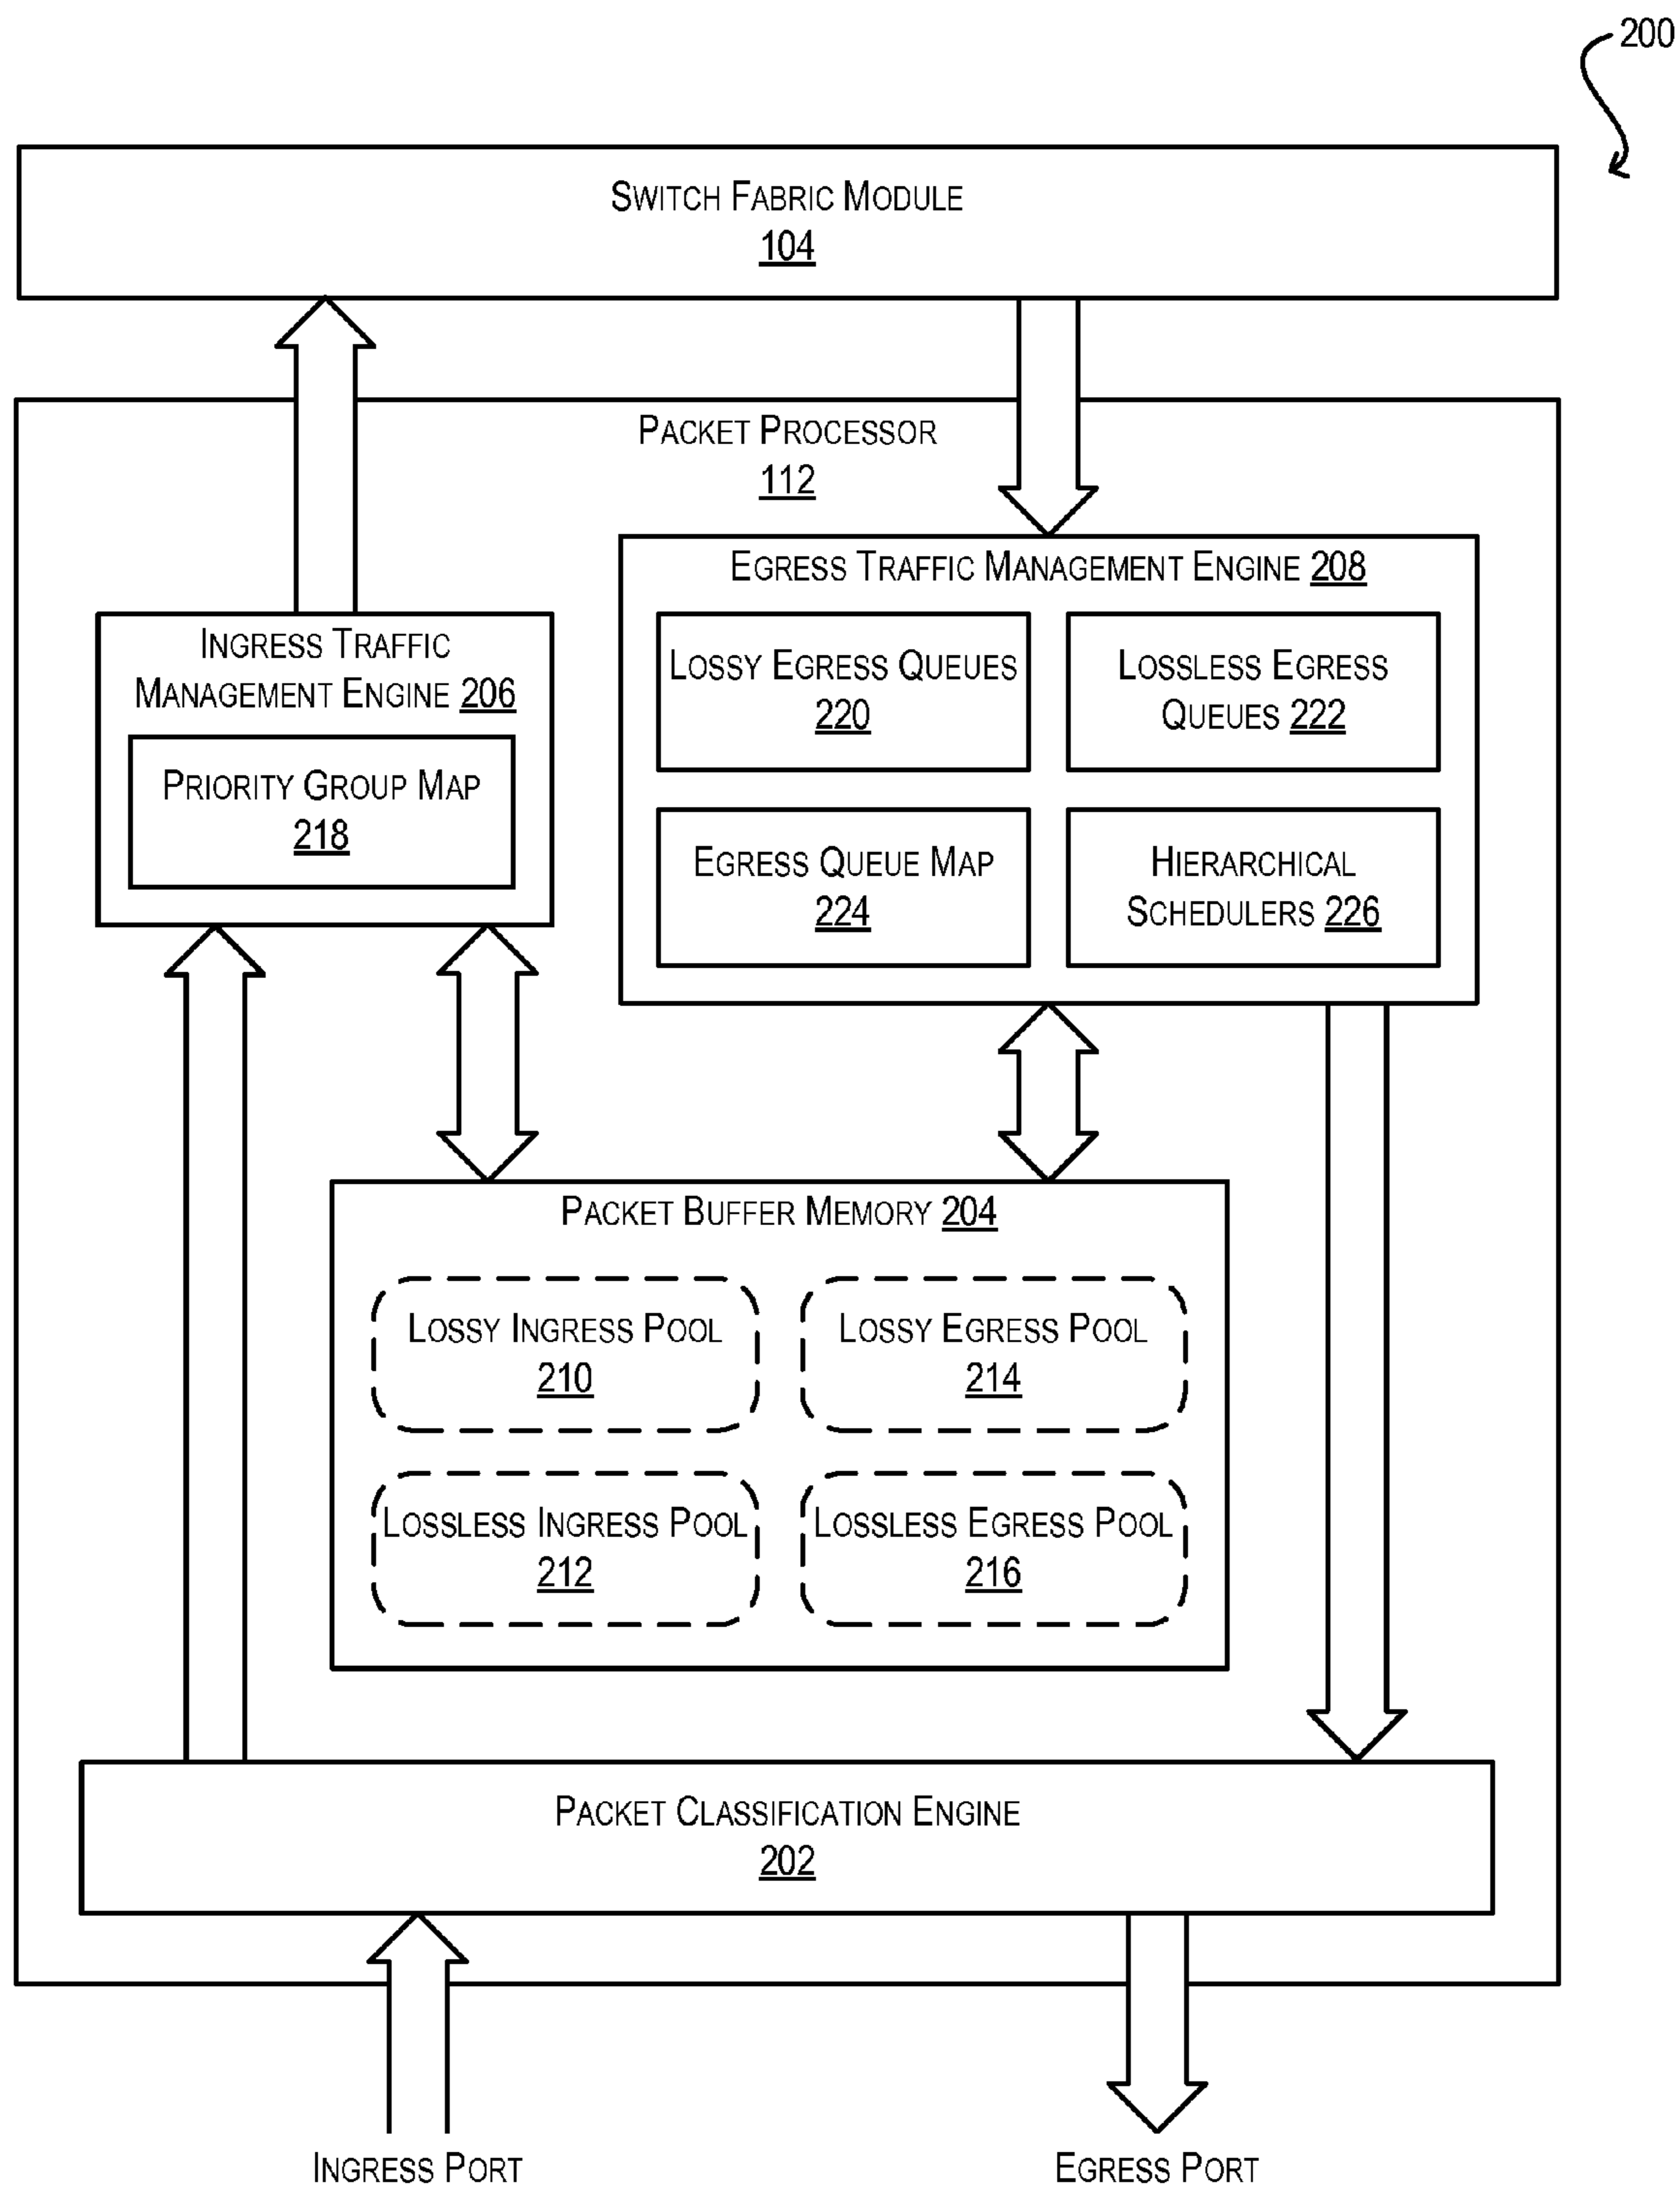 200
Switch Fabric Module
104
Packet Processor
112
Ingress Traffic
Management Engine 206
Priority Group Map
218
Egress Traffic Management Engine 208
Lossy Egress Queues
220
Lossless Egress
Queues 222
Egress Queue Map
224
Hierarchical
Schedulers 226
Packet Buffer Memory 204
Lossy Ingress Pool
210
Lossy Egress Pool
214
Lossless Ingress Pool
212
Lossless Egress Pool
216
Packet Classification Engine
202
Ingress Port
Egress Port